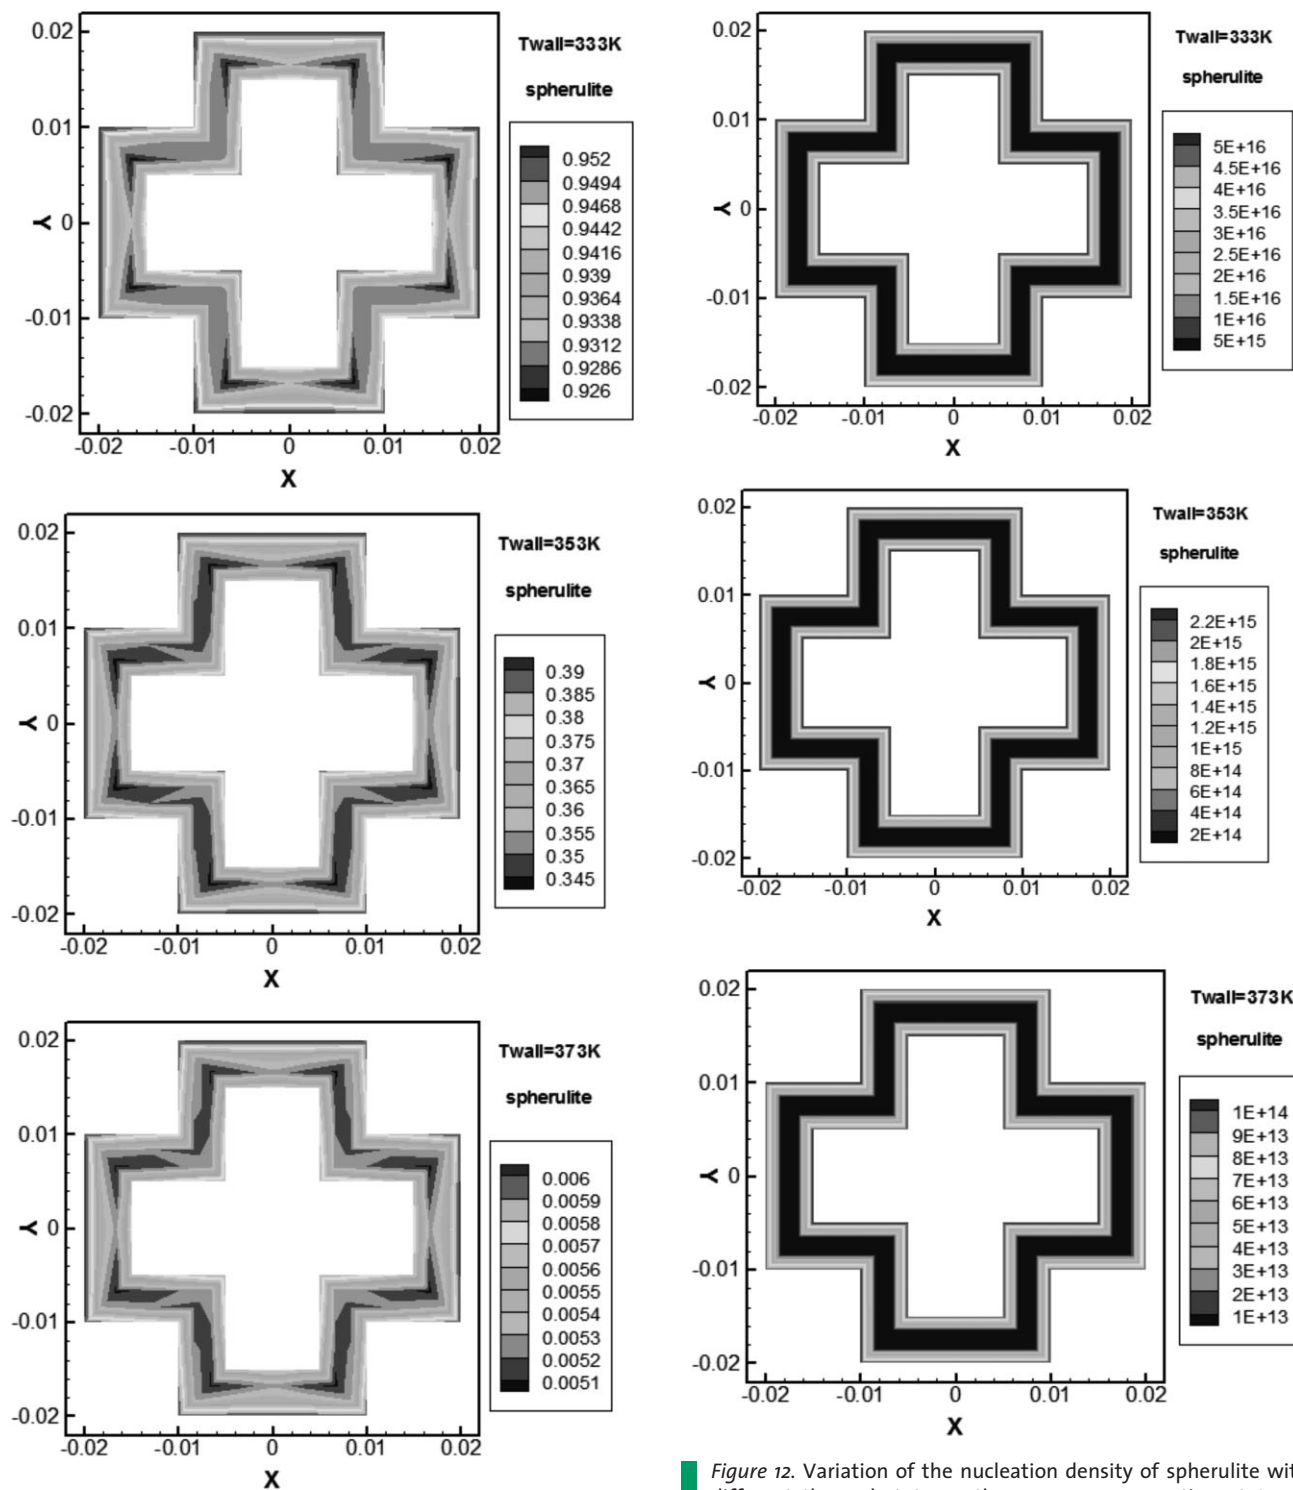 0.02
0.01
0
-0.01
-0.02
Y
-0.02 -0.01 0 0.01 0.02
X
Twall=333K
spherulite
0.952
0.9494
0.9468
0.9442
0.9416
0.939
0.9364
0.9338
0.9312
0.9286
0.926
0.02
0.01
0
-0.01
-0.02
Y
-0.02 -0.01 0 0.01 0.02
X
Twall=353K
spherulite
0.39
0.385
0.38
0.375
0.37
0.365
0.36
0.355
0.35
0.345
0.02
0.01
0
-0.01
-0.02
Y
-0.02 -0.01 0 0.01 0.02
X
Twall=373K
spherulite
0.006
0.0059
0.0058
0.0057
0.0056
0.0055
0.0054
0.0053
0.0052
0.0051
0.02
0.01
0
-0.01
-0.02
Y
-0.02 -0.01 0 0.01 0.02
X
Twall=333K
spherulite
5E+16
4.5E+16
4E+16
3.5E+16
3E+16
2.5E+16
2E+16
1.5E+16
1E+16
5E+15
0.02
0.01
0
-0.01
-0.02
Y
-0.02 -0.01 0 0.01 0.02
X
Twall=353K
spherulite
2.2E+15
2E+15
1.8E+15
1.6E+15
1.4E+15
1.2E+15
1E+15
8E+14
6E+14
4E+14
2E+14
0.02
0.01
0
-0.01
-0.02
Y
-0.02 -0.01 0 0.01 0.02
X
Twall=373K
spherulite
1E+14
9E+13
8E+13
7E+13
6E+13
5E+13
4E+13
3E+13
2E+13
1E+13
Figure 12. Variation of the nucleation density of spherulite wit